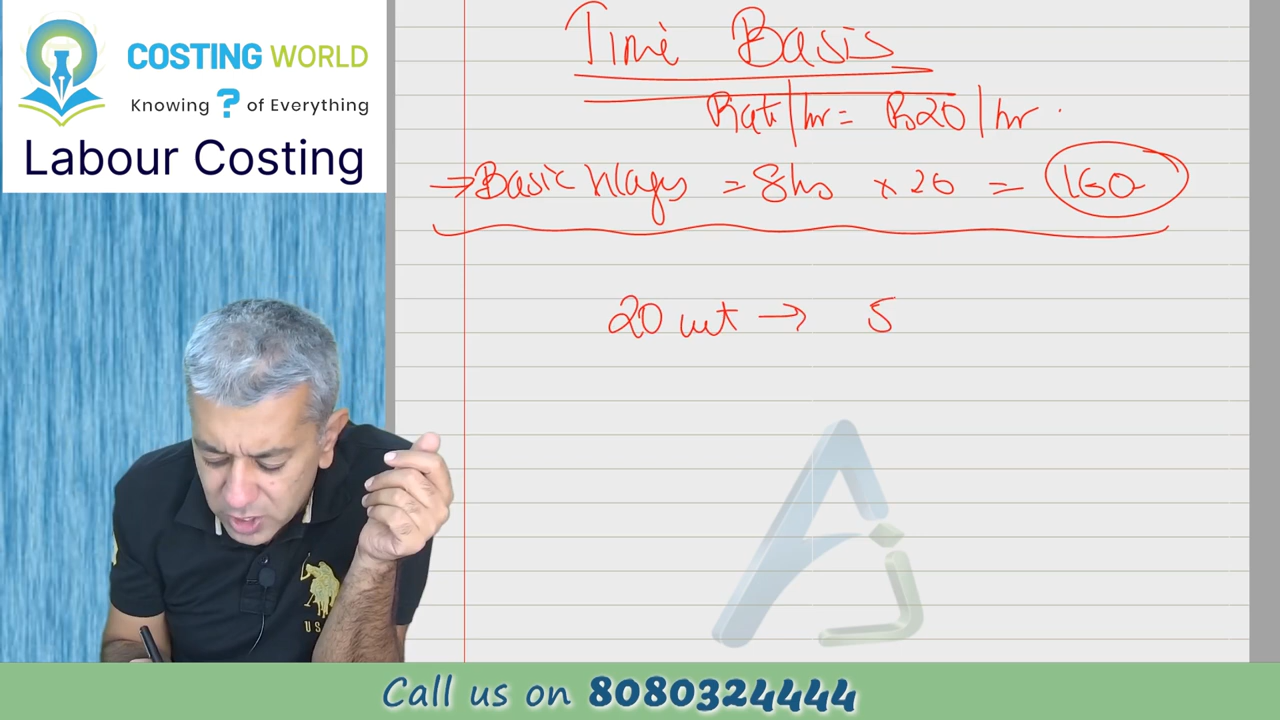 COSTING WORLD
Knowing ? of Everything
Labour Costing
Time Basis
Rate/hr = Rs20/hr.
→ Basic Wages = 8hrs × 20 = 160
20 unit → 5
US
Call us on 8080324444